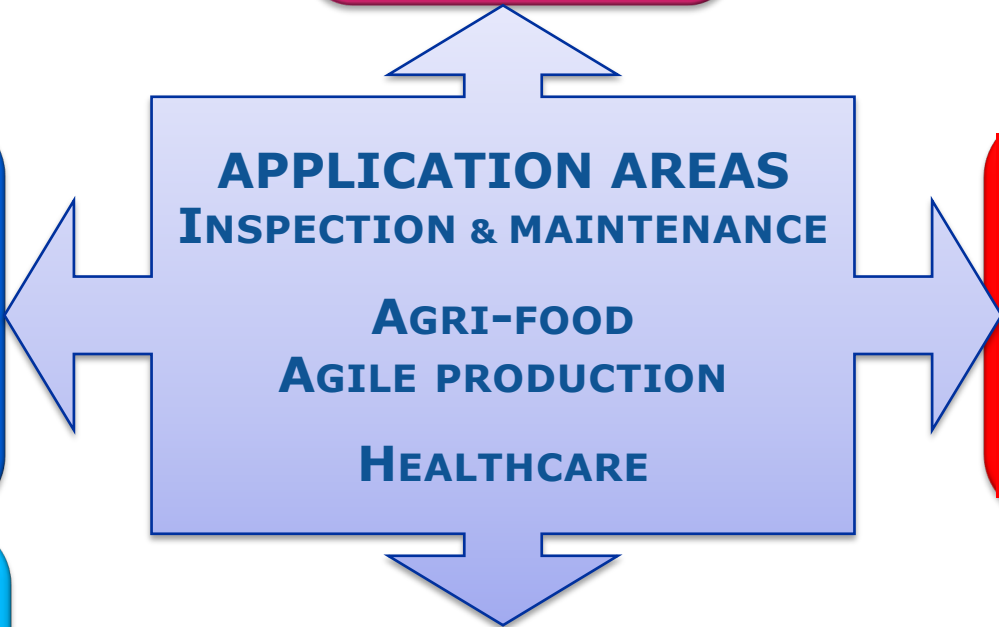 APPLICATION AREAS
INSPECTION & MAINTENANCE
AGRI-FOOD
AGILE PRODUCTION
HEALTHCARE